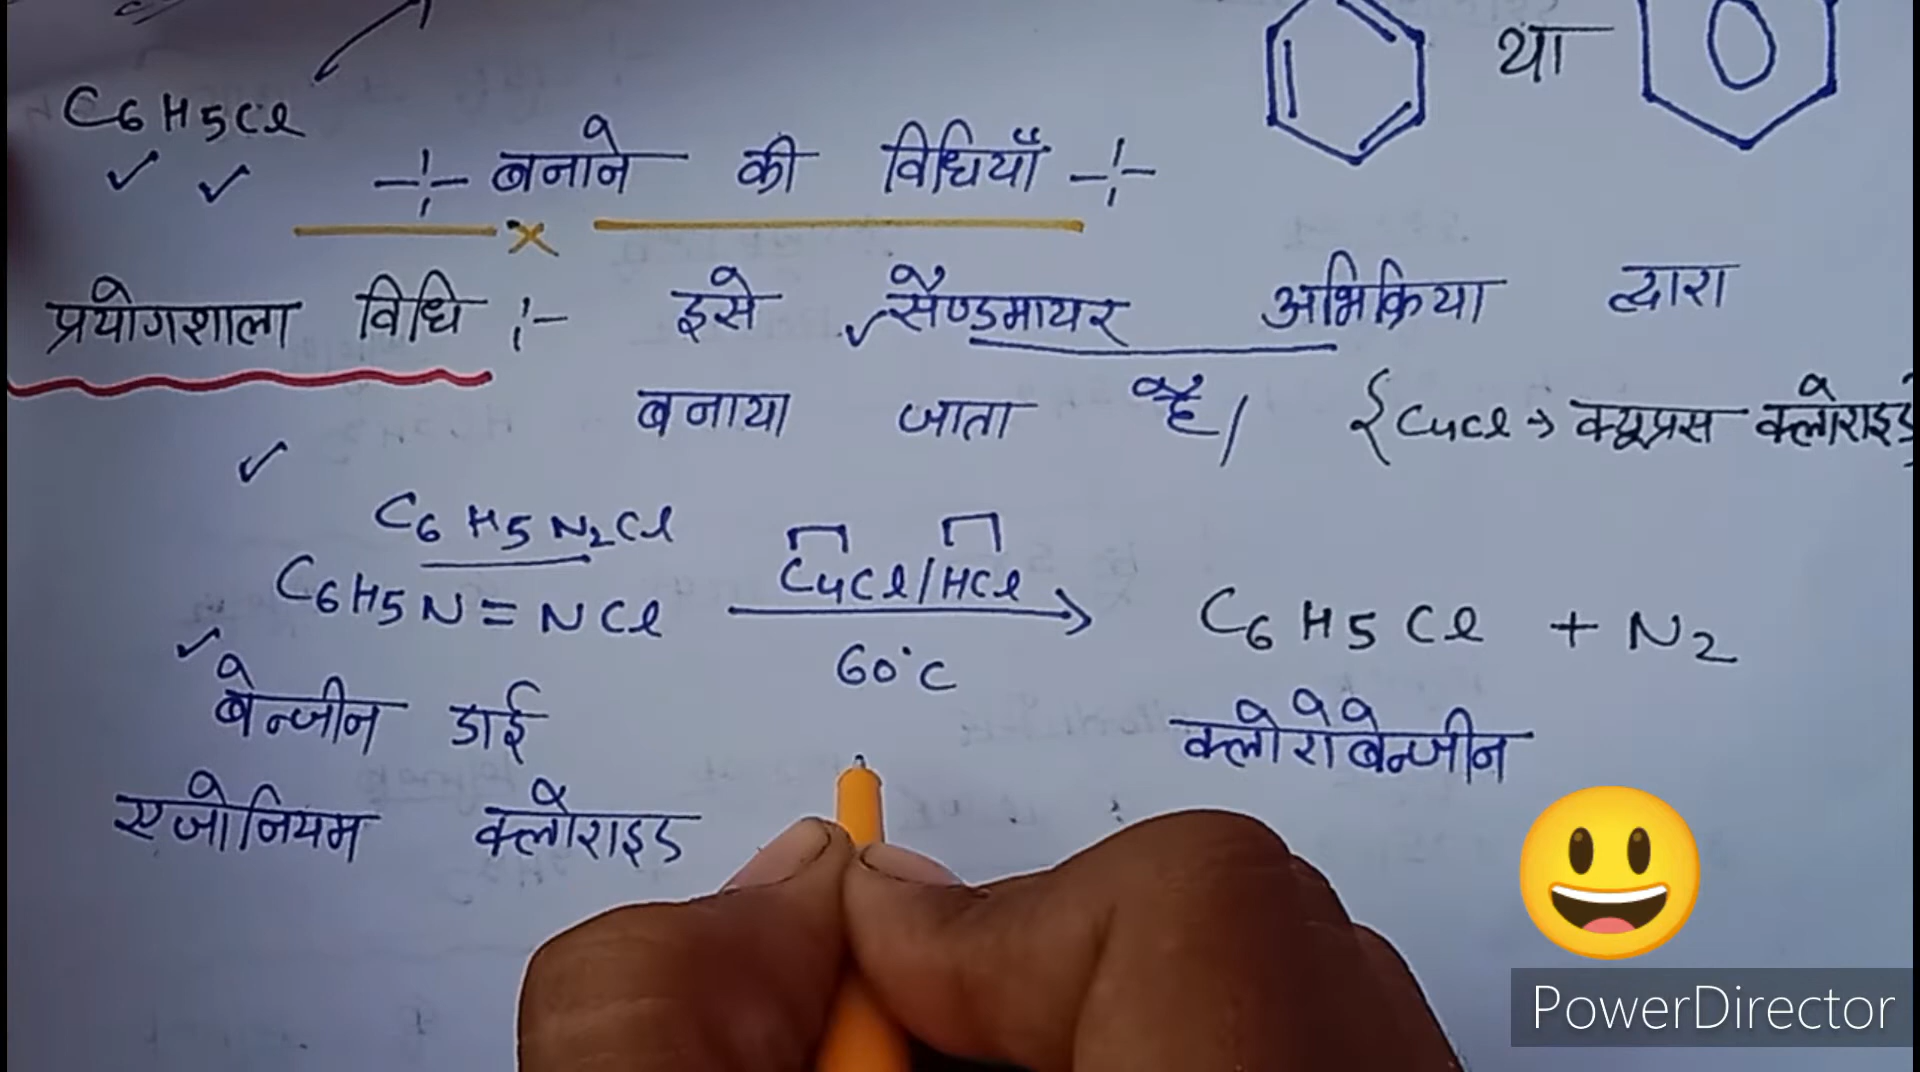 या
C6H5Cl
-:- बनाने की विधियाँ -:-
प्रयोगशाला विधि :- इसे सैण्डमायर अभिक्रिया द्वारा
बनाया जाता है। {CuCl → क्यूप्रस क्लोराइड
C6H5N2Cl
C6H5N=NCl CuCl/HCl 60°C C6H5Cl + N2
बेन्जीन डाई क्लोरोबेन्जीन
एजोनियम क्लोराइड
PowerDirector